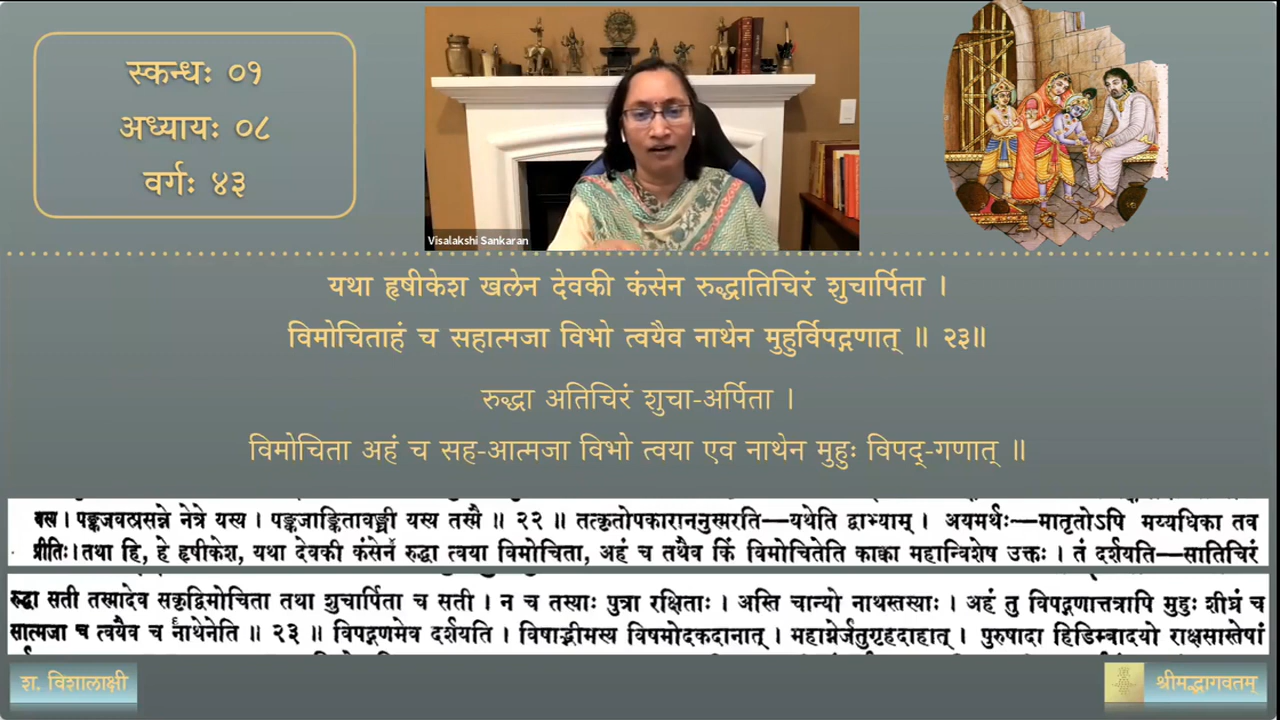 स्कन्धः ०१
अध्यायः ०८
वर्गः ४३
Visalakshi Sankaran
यथा हृषीकेश खलेन देवकी कंसेन रुद्धातिचिरं शुचार्पिता ।
विमोचिताहं च सहात्मजा विभो त्वयैव नाथेन मुहुर्विपद्गणात् ॥ २३॥
रुद्धा अतिचिरं शुचा-अर्पिता ।
विमोचिता अहं च सह-आत्मजा विभो त्वया एव नाथेन मुहुः विपद्-गणात् ॥
यस्य । पङ्कजवत्प्रसन्ने नेत्रे यस्य । पङ्कजाङ्कितावङ्घ्री यस्य तस्मै ॥ २२ ॥ तत्कृतोपकाराननुस्मरति—यथेति द्वाभ्याम् । अयमर्थः—मातृतोऽपि मय्यधिका तव
प्रीतिः। तथा हि, हे हृषीकेश, यथा देवकी कंसेन रुद्धा त्वया विमोचिता, अहं च तथैव किं विमोचितेति काक्का महान्विशेष उक्तः । तं दर्शयति—सातिचिरं
रुद्धा सती तस्मादेव सकृद्विमोचिता तथा शुचार्पिता च सती । न च तस्याः पुत्रा रक्षिताः । अस्ति चान्यो नाथस्तस्याः । अहं तु विपद्गणात्तत्रापि मुहुः शीघ्रं च
सात्मजा च त्वयैव च नाथेनेति ॥ २३ ॥ विपद्गणमेव दर्शयति । विषाद्भीमस्य विषमोदकदानात् । महाग्नेर्जतुगृहदाहात् । पुरुषादा हिडिम्बादयो राक्षसास्तेषां
श. विशालाक्षी
श्रीमद्भागवतम्